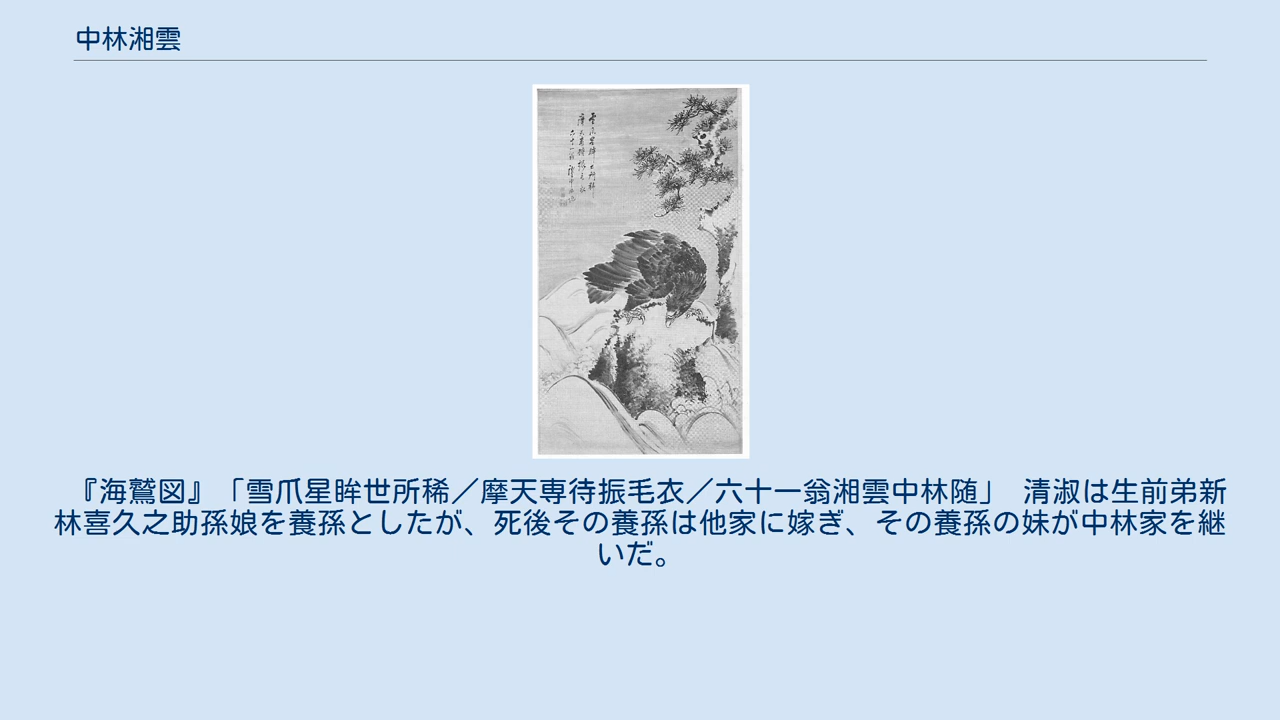 中林湘雲
『海鷲図』「雪爪星眸世所稀／摩天専待振毛衣／六十一翁湘雲中林随」 清淑は生前弟新
林喜久之助孫娘を養孫としたが、死後その養孫は他家に嫁ぎ、その養孫の妹が中林家を継
いだ。